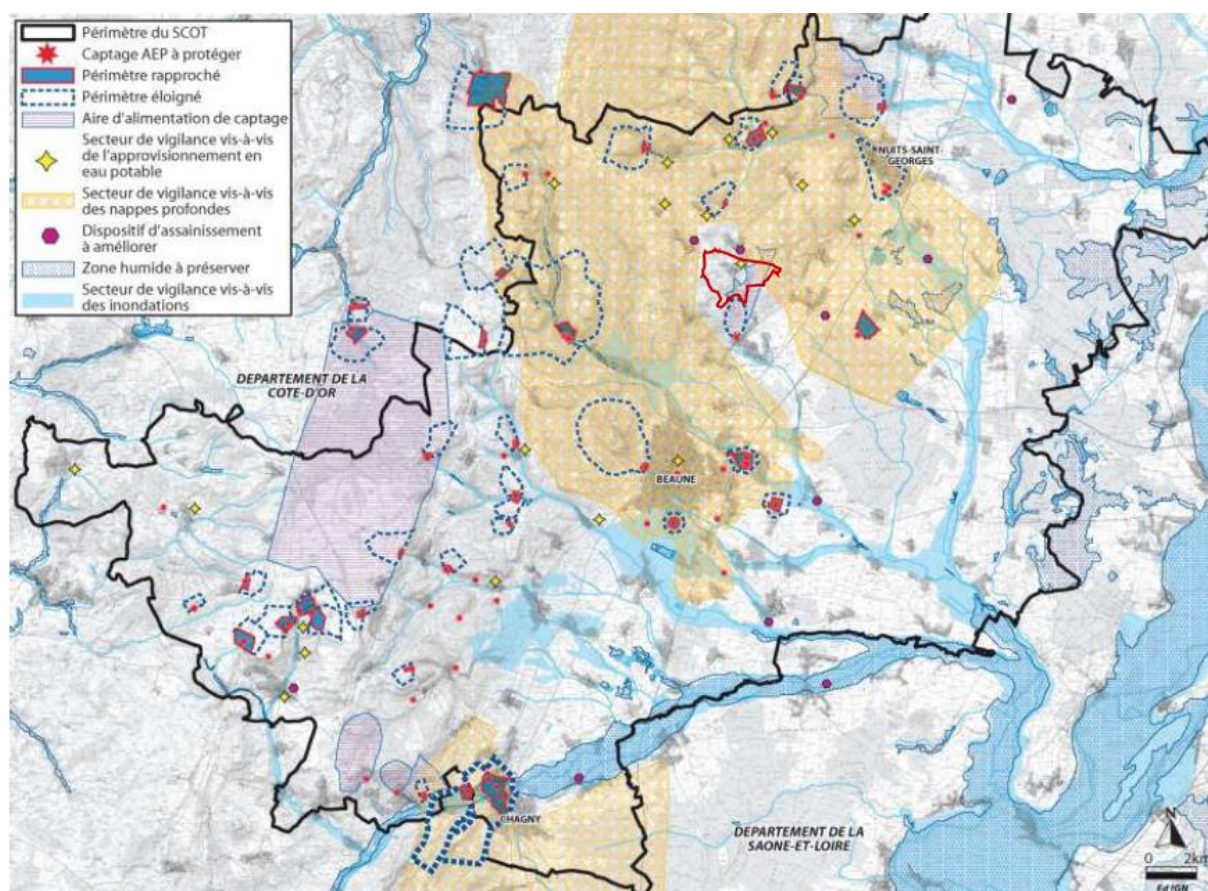 Périmètre du SCOT
Captage AEP à protéger
Périmètre rapproché
Périmètre éloigné
Aire d'alimentation de captage
Secteur de vigilance vis-à-vis
de l'approvisionnement en
eau potable
Secteur de vigilance vis-à-vis
des nappes profondes
Dispositif d'assainissement
à améliorer
Zone humide à préserver
Secteur de vigilance vis-à-vis
des inondations
NUITS-SAINT-
GEORGES
DEPARTEMENT DE LA
COTE-D'OR
BEAUNE
CHAGNY
DEPARTEMENT DE LA
SAONE-ET-LOIRE
N
0 2km
Ed IGN